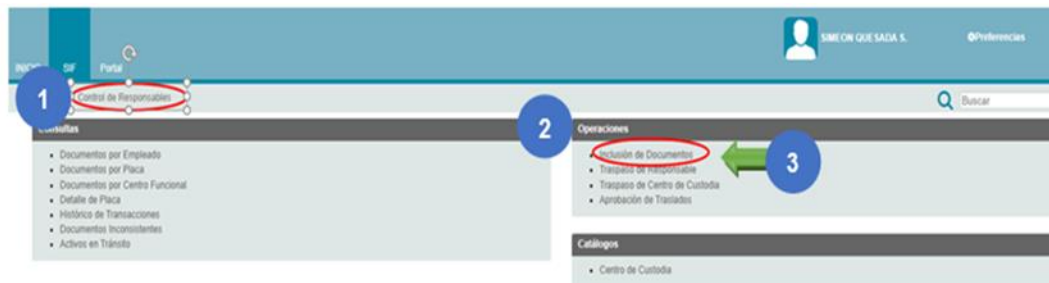 SIMEON QUESADA S.
Preferencias
INICIO SIF Portal
1
Control de Responsables
Buscar
Consultas
Documentos por Empleado
Documentos por Placa
Documentos por Centro Funcional
Detalle de Placa
Histórico de Transacciones
Documentos Inconsistentes
Activos en Tránsito
2
Operaciones
Inclusión de Documentos
3
Traspaso de Responsable
Traspaso de Centro de Custodia
Aprobación de Traslados
Catálogos
Centro de Custodia